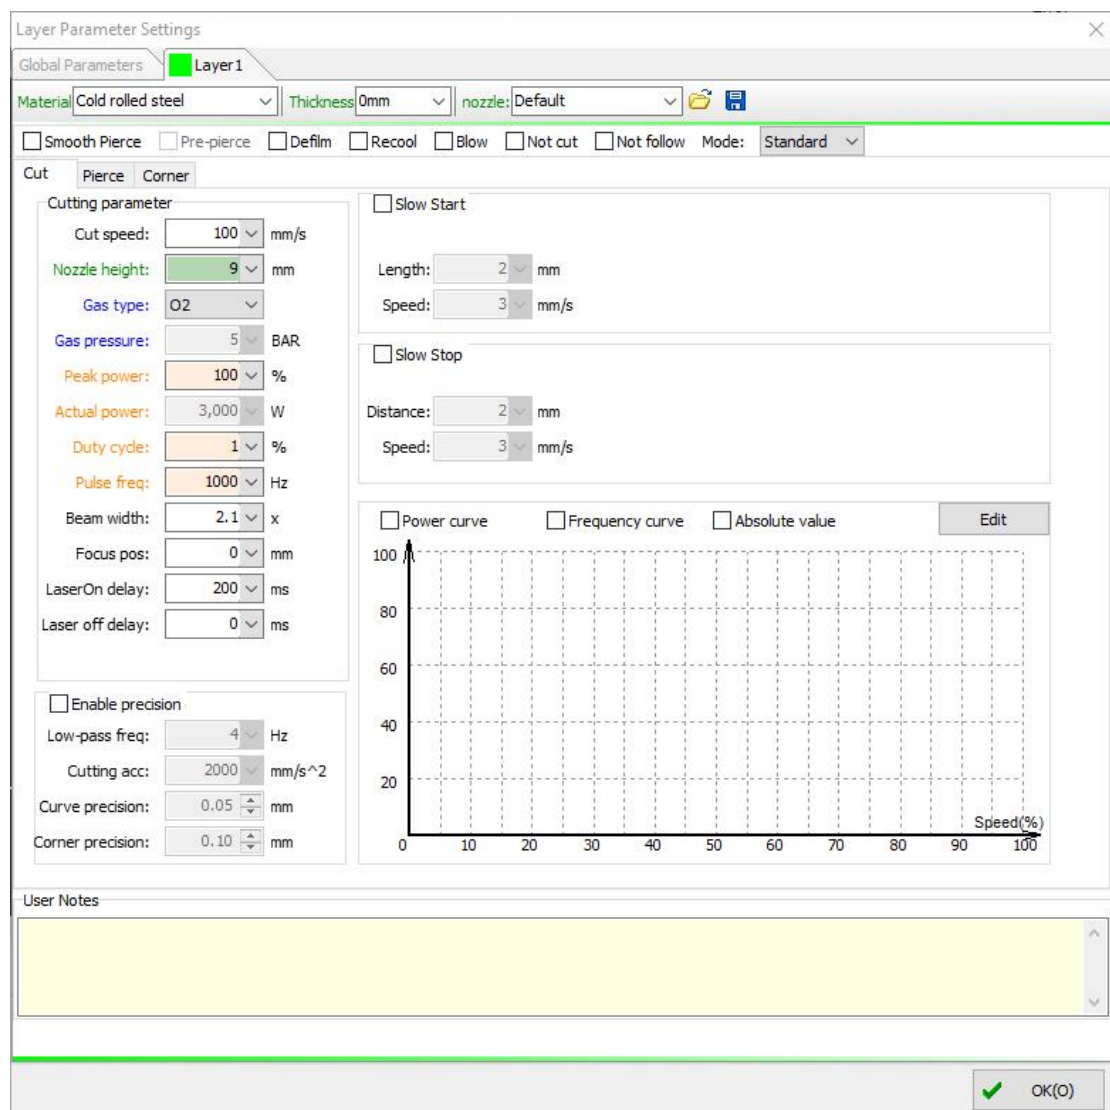 Layer Parameter Settings
Global Parameters Layer1
Material Cold rolled steel Thickness 0mm nozzle: Default
Smooth Pierce Pre-pierce Defilm Recool Blow Not cut Not follow Mode: Standard
Cut Pierce Corner
Cutting parameter
Cut speed: 100 mm/s
Nozzle height: 9 mm
Gas type: O2
Gas pressure: 5 BAR
Peak power: 100 %
Actual power: 3,000 W
Duty cycle: 1 %
Pulse freq: 1000 Hz
Beam width: 2.1 x
Focus pos: 0 mm
LaserOn delay: 200 ms
Laser off delay: 0 ms
Enable precision
Low-pass freq: 4 Hz
Cutting acc: 2000 mm/s^2
Curve precision: 0.05 mm
Corner precision: 0.10 mm
Slow Start
Length: 2 mm
Speed: 3 mm/s
Slow Stop
Distance: 2 mm
Speed: 3 mm/s
Power curve Frequency curve Absolute value Edit
100
80
60
40
20
Speed(%)
0 10 20 30 40 50 60 70 80 90 100
User Notes
OK(O)